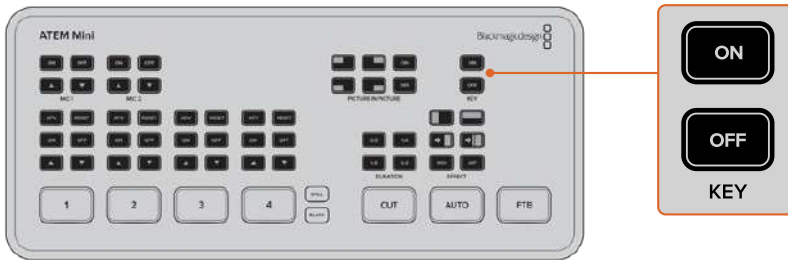 ATEM Mini
Blackmagicdesign
ON OFF ON OFF
ON ON
OFF OFF
MIC 1 MIC 2
PICTURE IN PICTURE
KEY
AFV RESET AFV RESET AFV RESET AFV RESET
ON OFF ON OFF ON OFF ON OFF
DURATION EFFECT
MIX DIP
1 2 3 4
STILL
BLACK
CUT AUTO FTB
ON
OFF
KEY